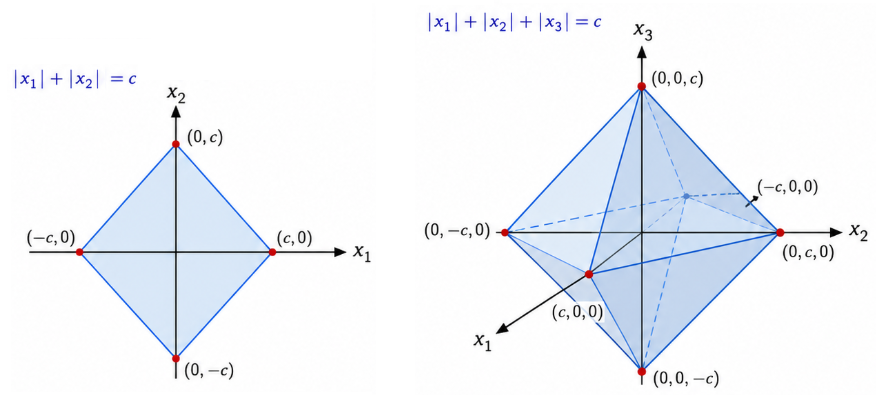 |x₁| + |x₂| = c
x₂
(0, c)
(−c, 0)
(c, 0)
x₁
(0, −c)
|x₁| + |x₂| + |x₃| = c
x₃
(0, 0, c)
(−c, 0, 0)
(0, −c, 0)
x₂
(0, c, 0)
(c, 0, 0)
x₁
(0, 0, −c)